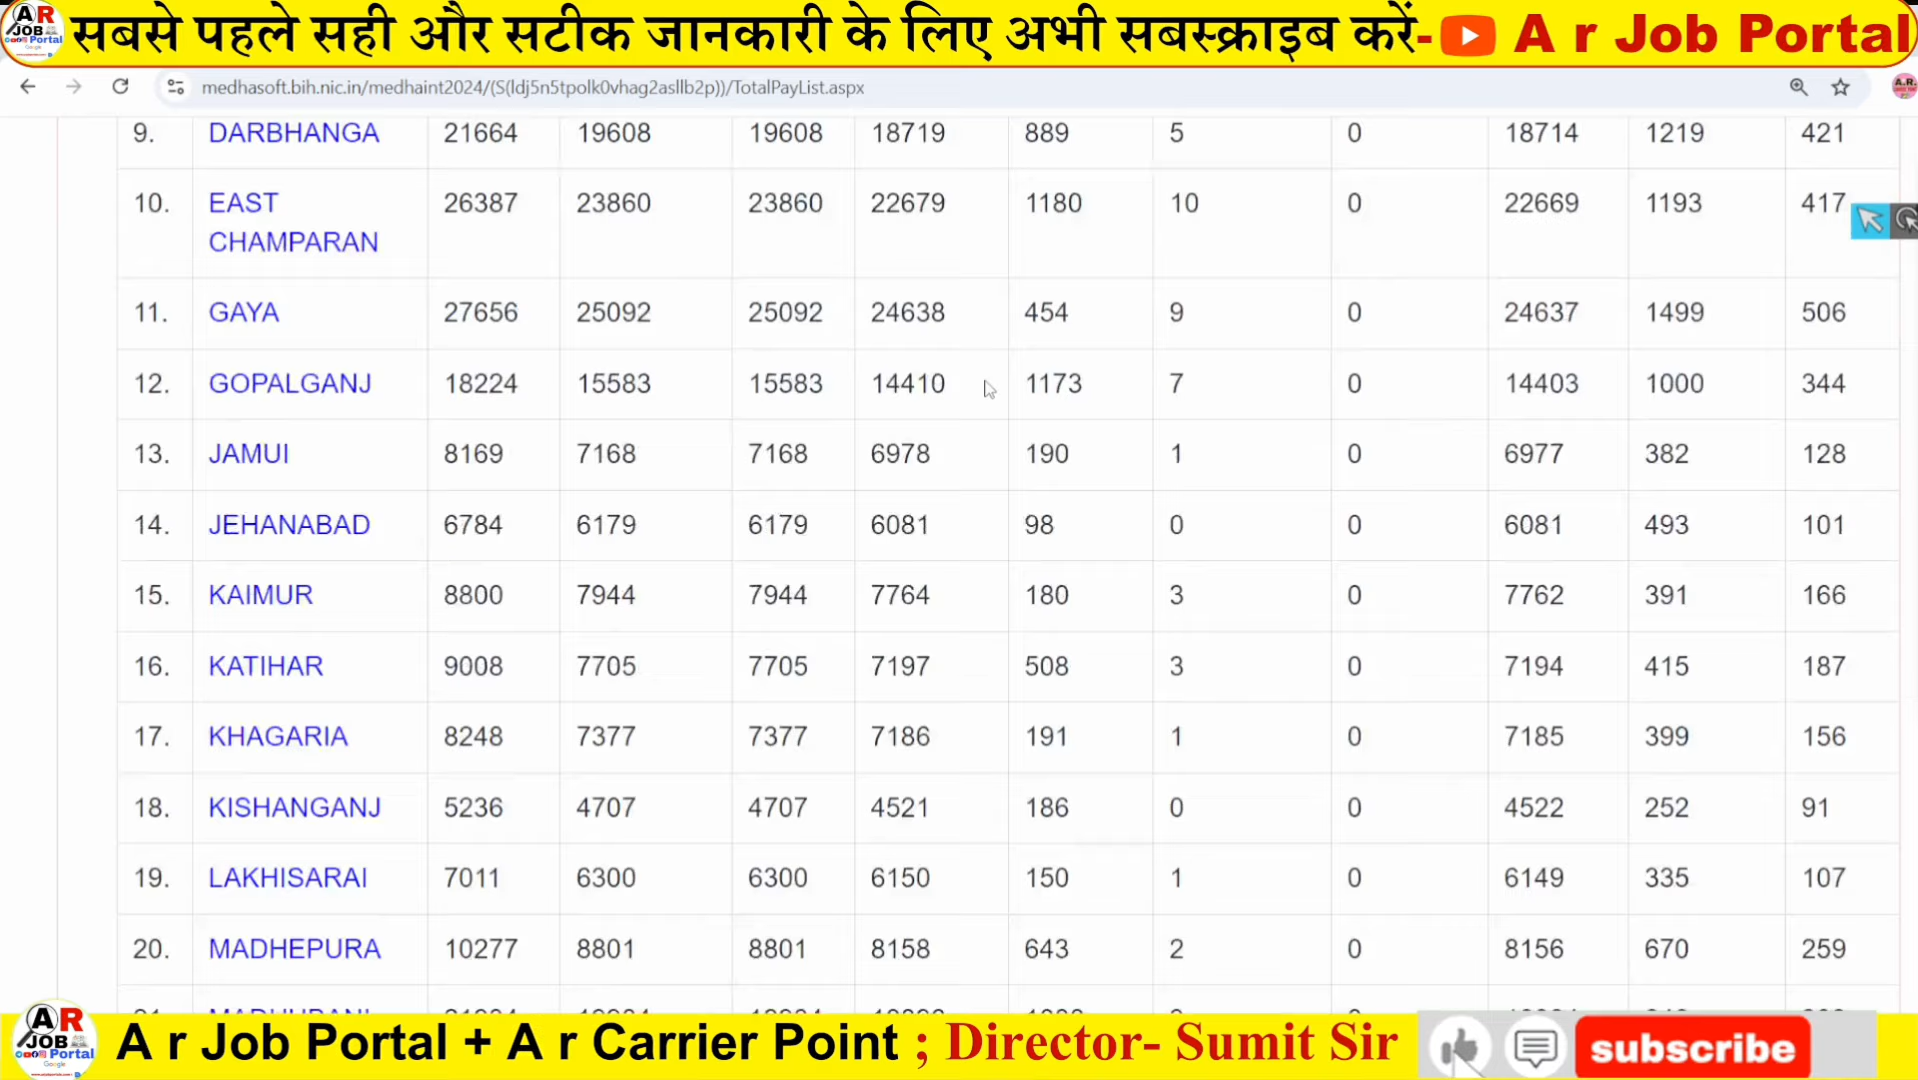 AR
JOB
Portal
सबसे पहले सही और सटीक जानकारी के लिए अभी सबस्क्राइब करें- A r Job Portal
medhasoft.bih.nic.in/medhaint2024/(S(ldj5n5tpolk0vhag2asllb2p))/TotalPayList.aspx
9. DARBHANGA 21664 19608 19608 18719 889 5 0 18714 1219 421
10. EAST CHAMPARAN 26387 23860 23860 22679 1180 10 0 22669 1193 417
11. GAYA 27656 25092 25092 24638 454 9 0 24637 1499 506
12. GOPALGANJ 18224 15583 15583 14410 1173 7 0 14403 1000 344
13. JAMUI 8169 7168 7168 6978 190 1 0 6977 382 128
14. JEHANABAD 6784 6179 6179 6081 98 0 0 6081 493 101
15. KAIMUR 8800 7944 7944 7764 180 3 0 7762 391 166
16. KATIHAR 9008 7705 7705 7197 508 3 0 7194 415 187
17. KHAGARIA 8248 7377 7377 7186 191 1 0 7185 399 156
18. KISHANGANJ 5236 4707 4707 4521 186 0 0 4522 252 91
19. LAKHISARAI 7011 6300 6300 6150 150 1 0 6149 335 107
20. MADHEPURA 10277 8801 8801 8158 643 2 0 8156 670 259
AR
JOB
Portal
A r Job Portal + A r Carrier Point ; Director- Sumit Sir
subscribe